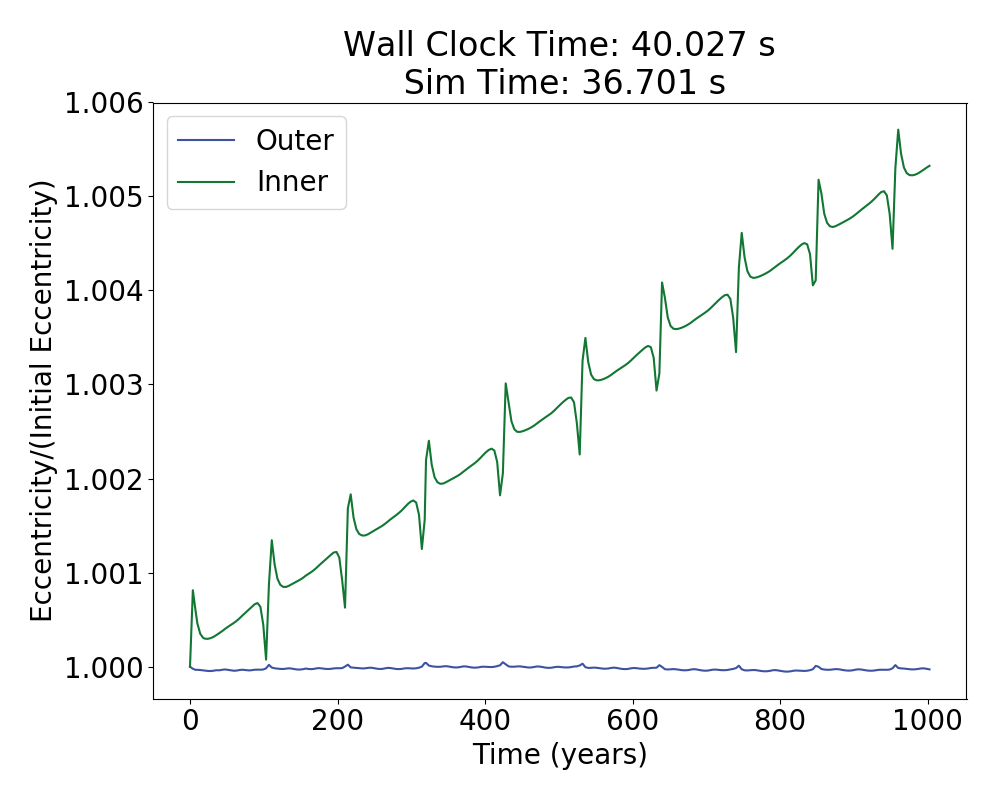 Wall Clock Time: 40.027 s
Sim Time: 36.701 s
Eccentricity/(Initial Eccentricity)
1.006
1.005
1.004
1.003
1.002
1.001
1.000
Outer
Inner
0 200 400 600 800 1000
Time (years)